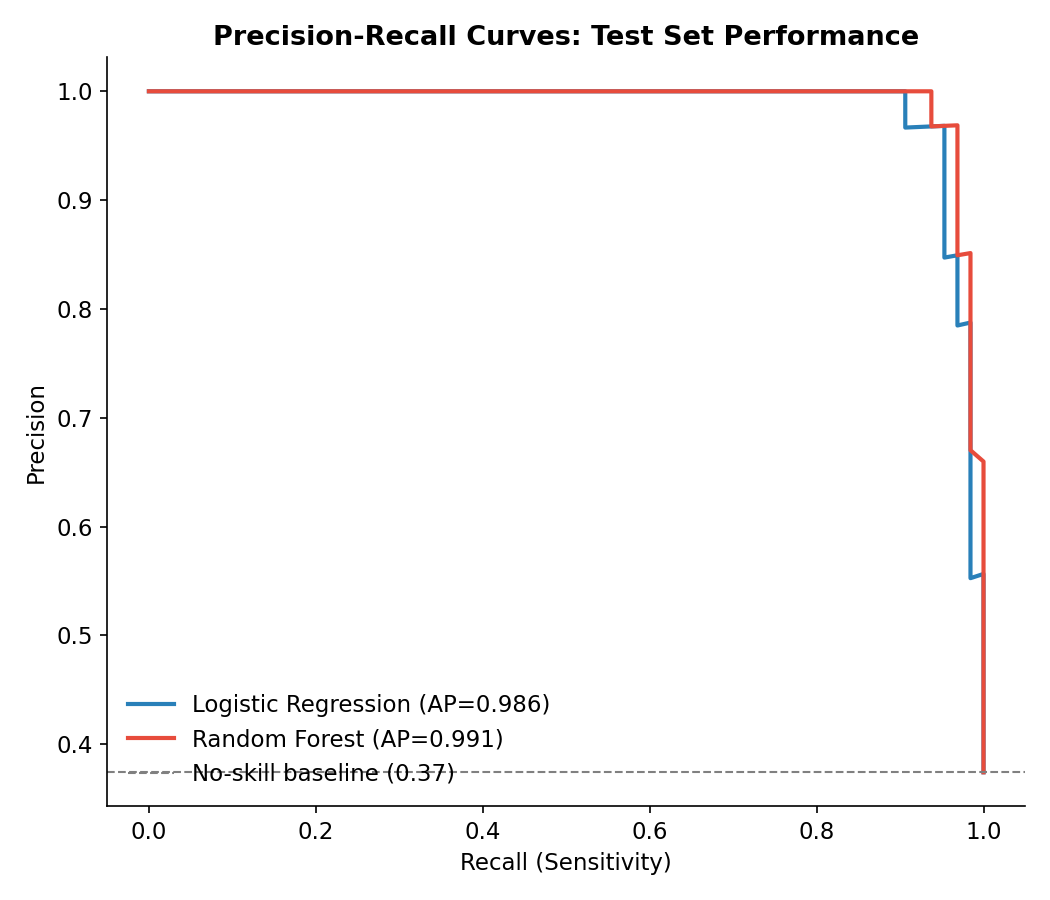 Precision-Recall Curves: Test Set Performance
1.0
0.9
0.8
0.7
0.6
0.5
0.4
Precision
Logistic Regression (AP=0.986)
Random Forest (AP=0.991)
No-skill baseline (0.37)
0.0 0.2 0.4 0.6 0.8 1.0
Recall (Sensitivity)